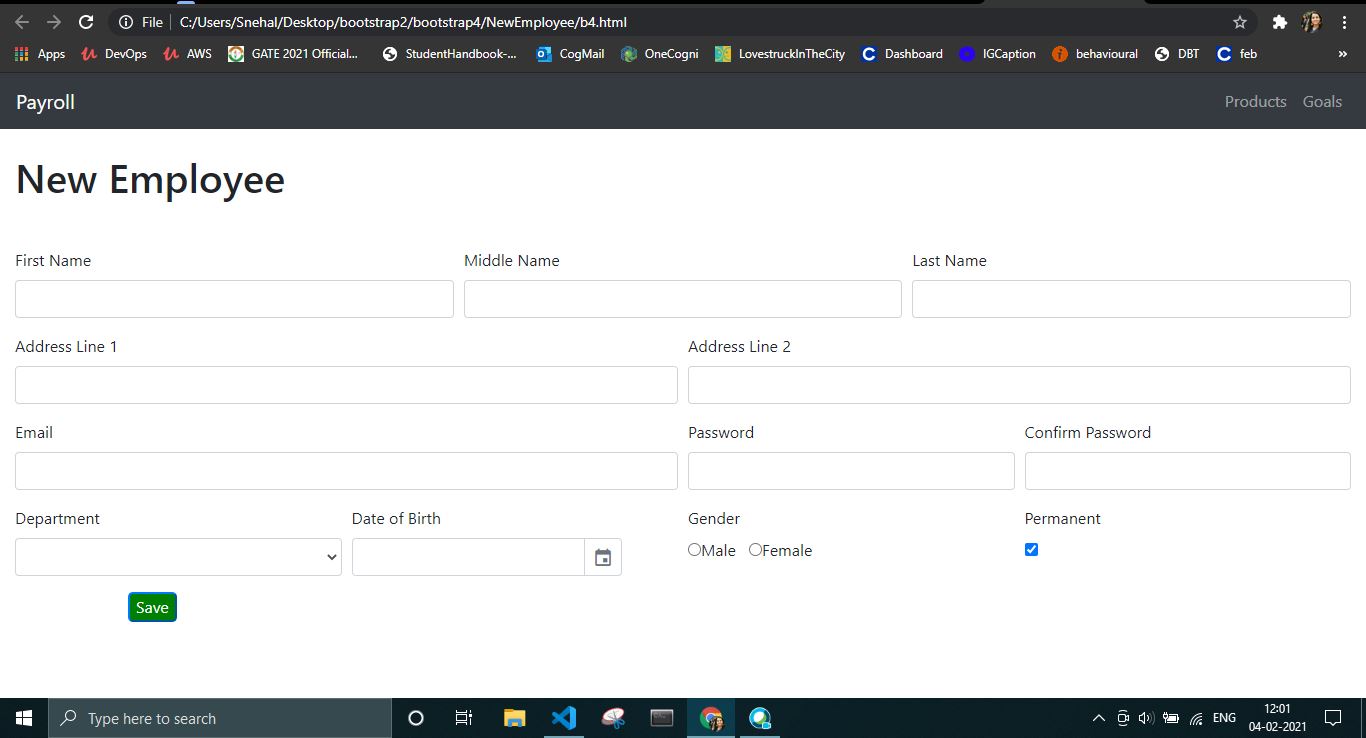 File | C:/Users/Snehal/Desktop/bootstrap2/bootstrap4/NewEmployee/b4.html
Apps DevOps AWS GATE 2021 Official... StudentHandbook-... CogMail OneCogni LovestruckInTheCity Dashboard IGCaption behavioural DBT feb »
Payroll Products Goals
New Employee
First Name Middle Name Last Name
Address Line 1 Address Line 2
Email Password Confirm Password
Department Date of Birth Gender Permanent
Male Female
Save
Type here to search ENG 12:01
04-02-2021